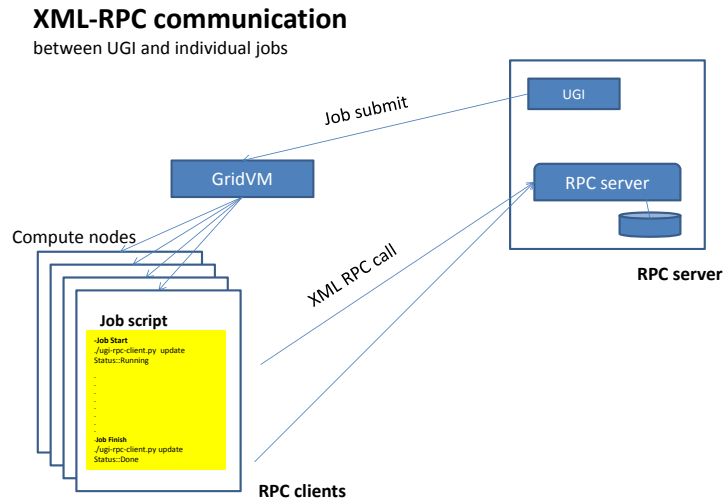 XML-RPC communication
between UGI and individual jobs
UGI
Job submit
GridVM
RPC server
Compute nodes
XML RPC call
RPC server
Job script
-Job Start
./ugi-rpc-client.py update
Status::Running
.
.
.
.
.
.
.
-Job Finish
./ugi-rpc-client.py update
Status::Done
RPC clients